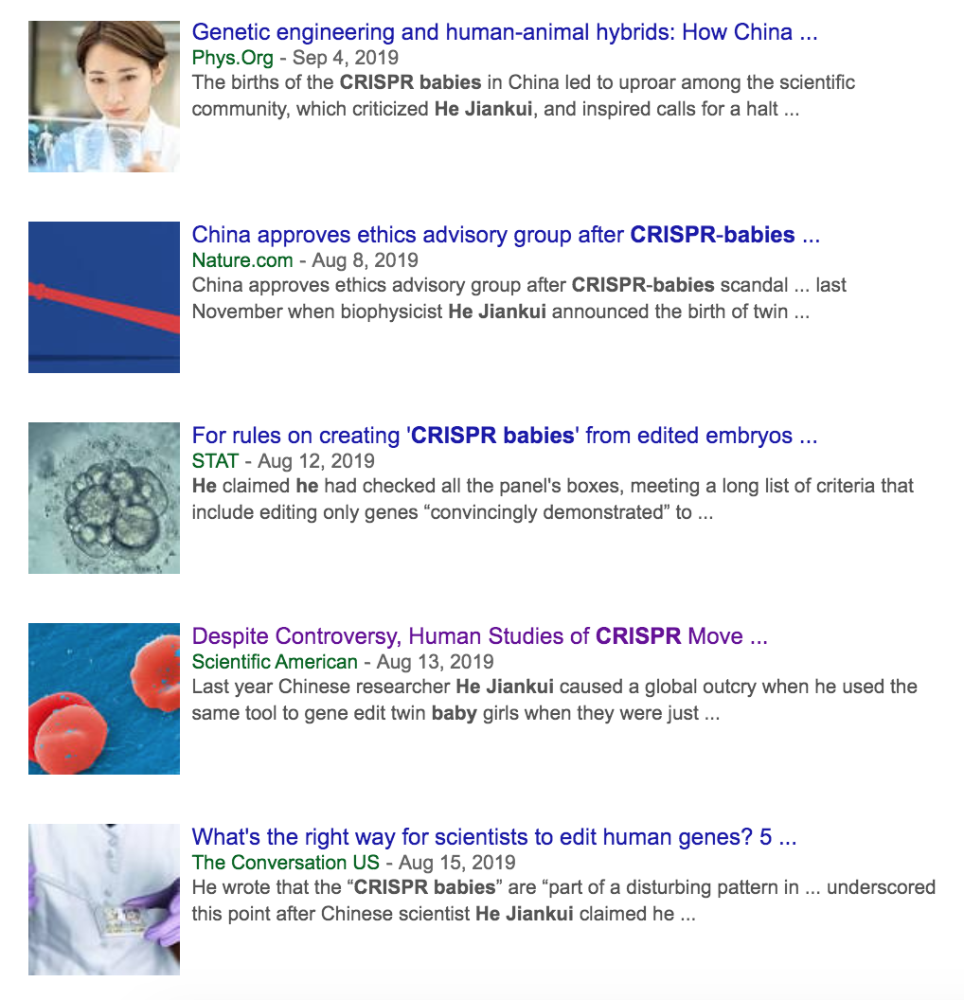 Genetic engineering and human-animal hybrids: How China ...
Phys.Org - Sep 4, 2019
The births of the CRISPR babies in China led to uproar among the scientific
community, which criticized He Jiankui, and inspired calls for a halt ...
China approves ethics advisory group after CRISPR-babies ...
Nature.com - Aug 8, 2019
China approves ethics advisory group after CRISPR-babies scandal ... last
November when biophysicist He Jiankui announced the birth of twin ...
For rules on creating 'CRISPR babies' from edited embryos ...
STAT - Aug 12, 2019
He claimed he had checked all the panel's boxes, meeting a long list of criteria that
include editing only genes “convincingly demonstrated” to ...
Despite Controversy, Human Studies of CRISPR Move ...
Scientific American - Aug 13, 2019
Last year Chinese researcher He Jiankui caused a global outcry when he used the
same tool to gene edit twin baby girls when they were just ...
What's the right way for scientists to edit human genes? 5 ...
The Conversation US - Aug 15, 2019
He wrote that the “CRISPR babies” are “part of a disturbing pattern in ... underscored
this point after Chinese scientist He Jiankui claimed he ...